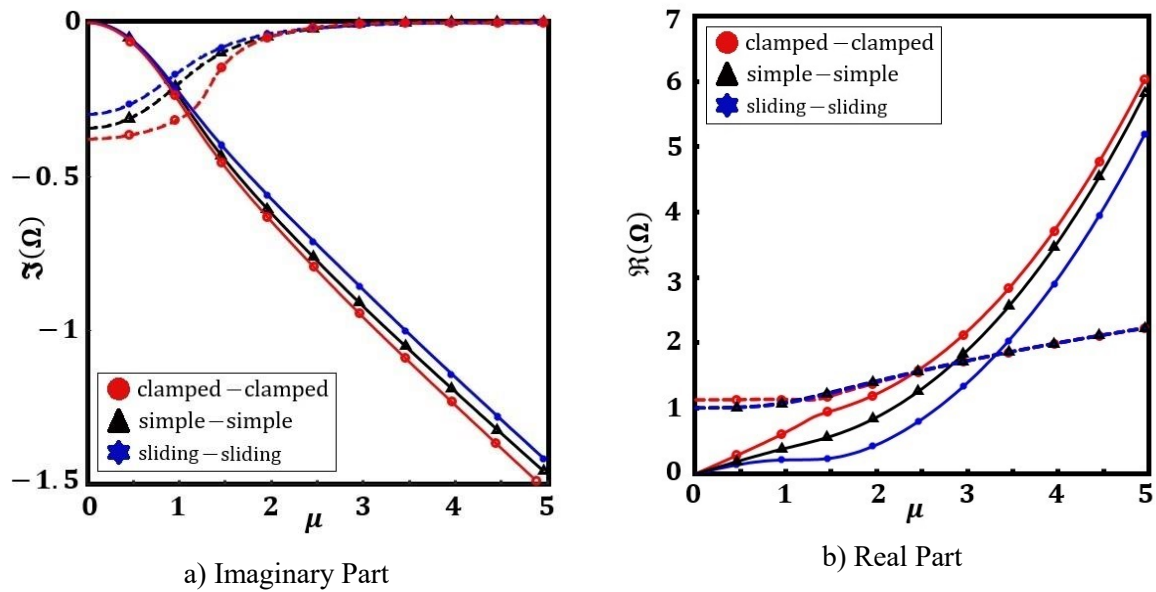 0
−0.5
−1
−1.5
ℑ(Ω)
clamped−clamped
simple−simple
sliding−sliding
0 1 2 3 4 5
μ
a) Imaginary Part
7
6
5
4
3
2
1
0
ℜ(Ω)
clamped−clamped
simple−simple
sliding−sliding
0 1 2 3 4 5
μ
b) Real Part